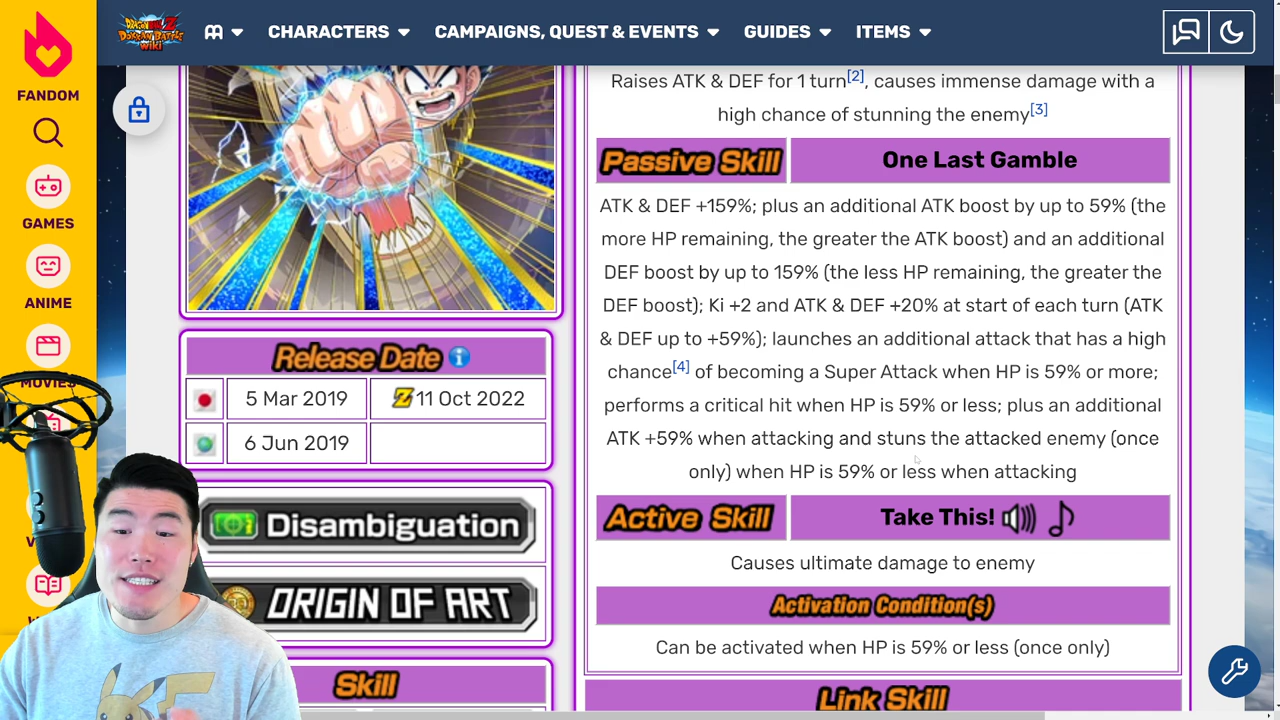 DRAGON BALL Z
DOKKAN BATTLE
WIKI
CHARACTERS
CAMPAIGNS, QUEST & EVENTS
GUIDES
ITEMS
FANDOM
GAMES
ANIME
MOVIES
Raises ATK & DEF for 1 turn[2], causes immense damage with a
high chance of stunning the enemy[3]
Passive Skill
One Last Gamble
ATK & DEF +159%; plus an additional ATK boost by up to 59% (the
more HP remaining, the greater the ATK boost) and an additional
DEF boost by up to 159% (the less HP remaining, the greater the
DEF boost); Ki +2 and ATK & DEF +20% at start of each turn (ATK
& DEF up to +59%); launches an additional attack that has a high
chance[4] of becoming a Super Attack when HP is 59% or more;
performs a critical hit when HP is 59% or less; plus an additional
ATK +59% when attacking and stuns the attacked enemy (once
only) when HP is 59% or less when attacking
Active Skill
Take This!
Causes ultimate damage to enemy
Activation Condition(s)
Can be activated when HP is 59% or less (once only)
Link Skill
Release Date
5 Mar 2019
Z 11 Oct 2022
6 Jun 2019
Disambiguation
ORIGIN OF ART
Skill